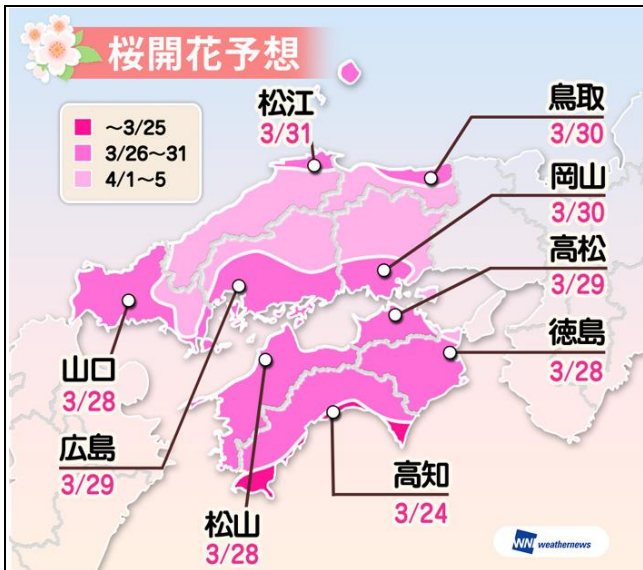 桜開花予想
～3/25
3/26～31
4/1～5
松江
3/31
鳥取
3/30
岡山
3/30
高松
3/29
徳島
3/28
山口
3/28
広島
3/29
松山
3/28
高知
3/24
WN weathernews